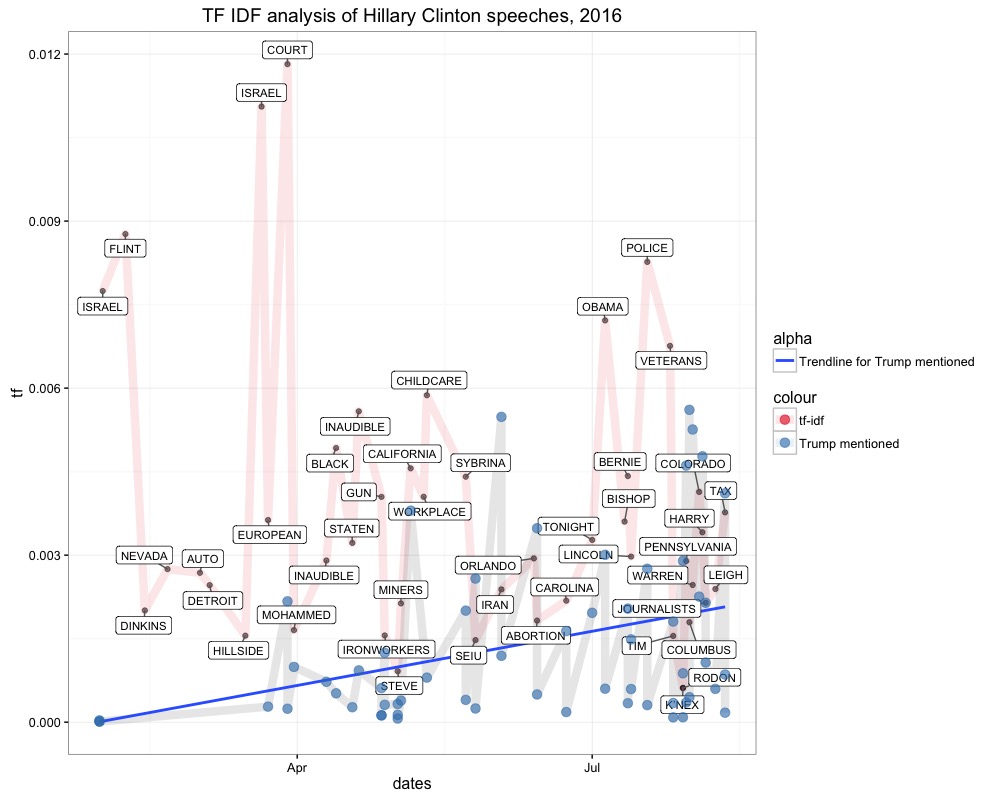 TF IDF analysis of Hillary Clinton speeches, 2016
0.012
0.009
0.006
0.003
0.000
tf
COURT
ISRAEL
FLINT
ISRAEL
POLICE
OBAMA
VETERANS
CHILDCARE
INAUDIBLE
CALIFORNIA
BLACK
SYBRINA
BERNIE
COLORADO
GUN
TAX
BISHOP
WORKPLACE
HARRY
STATEN
TONIGHT
EUROPEAN
PENNSYLVANIA
NEVADA
AUTO
LINCOLN
ORLANDO
INAUDIBLE
WARREN
LEIGH
CAROLINA
MINERS
DETROIT
IRAN
JOURNALISTS
MOHAMMED
DINKINS
ABORTION
HILLSIDE
IRONWORKERS
TIM
COLUMBUS
SEIU
STEVE
RODON
K'NEX
Apr
Jul
dates
alpha
Trendline for Trump mentioned
colour
tf-idf
Trump mentioned